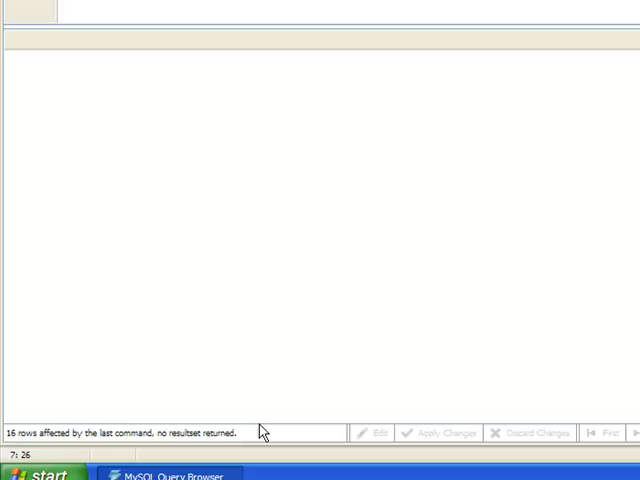 16 rows affected by the last command, no resultset returned.
Edit
Apply Changes
Discard Changes
First
7: 26
start
MySQL Query Browser